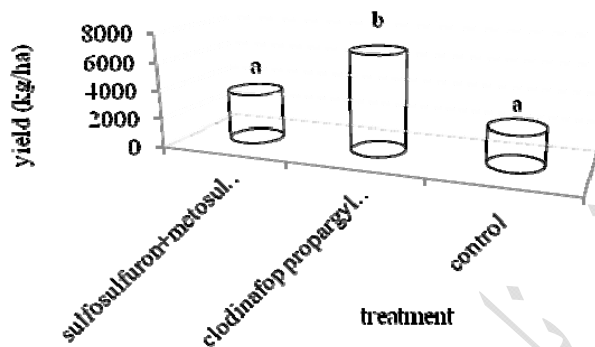 yield (kg/ha)
8000
6000
4000
2000
0
a
b
a
sulfosulfuron+metosul..
clodinafop propargyl..
control
treatment